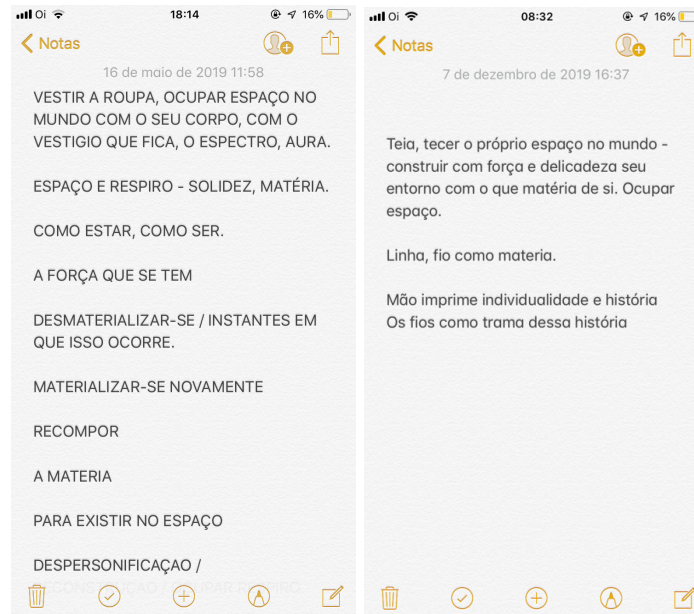 Oi
18:14
16%
Notas
16 de maio de 2019 11:58
VESTIR A ROUPA, OCUPAR ESPAÇO NO
MUNDO COM O SEU CORPO, COM O
VESTIGIO QUE FICA, O ESPECTRO, AURA.
ESPAÇO E RESPIRO - SOLIDEZ, MATÉRIA.
COMO ESTAR, COMO SER.
A FORÇA QUE SE TEM
DESMATERIALIZAR-SE / INSTANTES EM
QUE ISSO OCORRE.
MATERIALIZAR-SE NOVAMENTE
RECOMPOR
A MATERIA
PARA EXISTIR NO ESPAÇO
DESPERSONIFICAÇAO /
Oi
08:32
16%
Notas
7 de dezembro de 2019 16:37
Teia, tecer o próprio espaço no mundo -
construir com força e delicadeza seu
entorno com o que matéria de si. Ocupar
espaço.
Linha, fio como materia.
Mão imprime individualidade e história
Os fios como trama dessa história